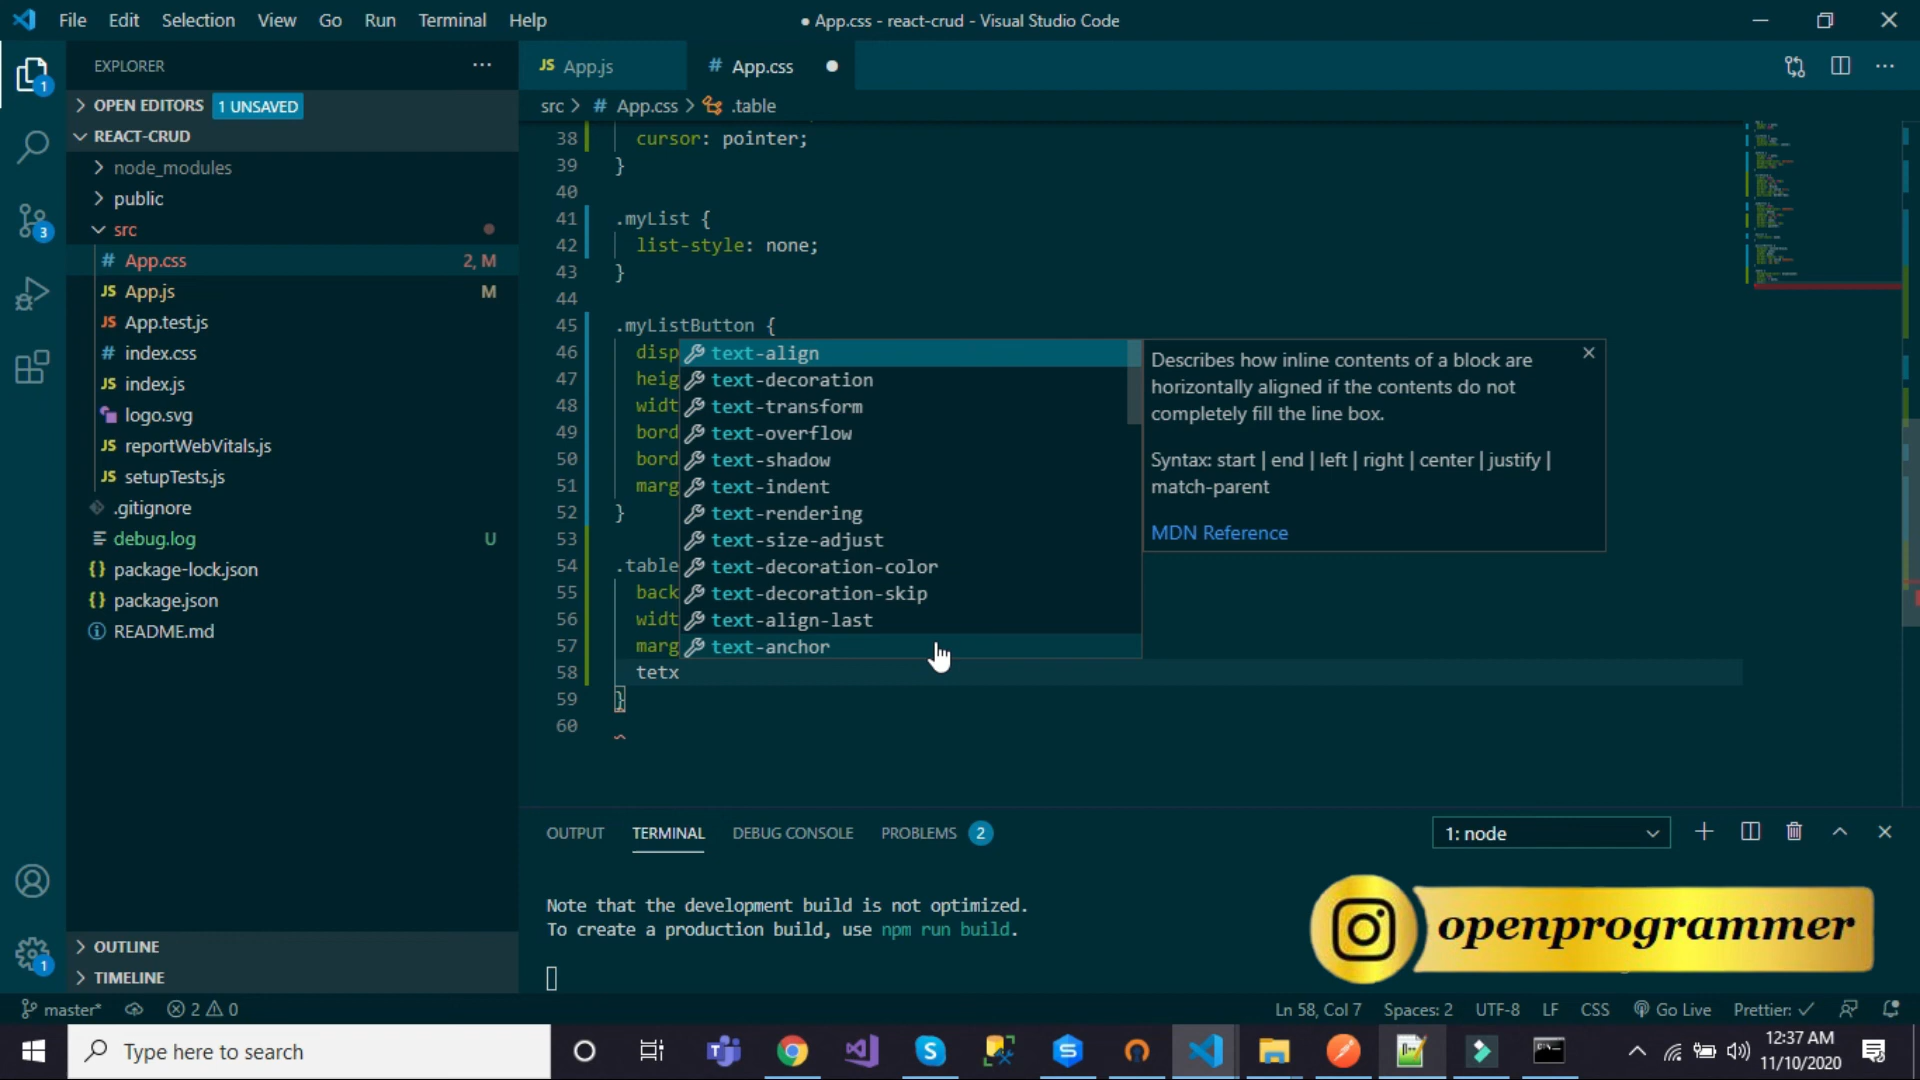 File Edit Selection View Go Run Terminal Help
● App.css - react-crud - Visual Studio Code
EXPLORER
OPEN EDITORS 1 UNSAVED
REACT-CRUD
node_modules
public
src
# App.css 2, M
JS App.js M
JS App.test.js
# index.css
JS index.js
logo.svg
JS reportWebVitals.js
JS setupTests.js
.gitignore
debug.log U
{} package-lock.json
{} package.json
README.md
OUTLINE
TIMELINE
JS App.js # App.css
src > # App.css > .table
38 cursor: pointer;
39 }
40
41 .myList {
42 list-style: none;
43 }
44
45 .myListButton {
46 disp
47 heig
48 widt
49 bord
50 bord
51 marg
52 }
53
54 .table
55 back
56 widt
57 marg
58 tetx
59 }
60
text-align
text-decoration
text-transform
text-overflow
text-shadow
text-indent
text-rendering
text-size-adjust
text-decoration-color
text-decoration-skip
text-align-last
text-anchor
Describes how inline contents of a block are
horizontally aligned if the contents do not
completely fill the line box.
Syntax: start | end | left | right | center | justify |
match-parent
MDN Reference
OUTPUT TERMINAL DEBUG CONSOLE PROBLEMS 2
1: node
Note that the development build is not optimized.
To create a production build, use npm run build.
openprogrammer
master* 2 0
Ln 58, Col 7 Spaces: 2 UTF-8 LF CSS Go Live Prettier: ✓
Type here to search
12:37 AM
11/10/2020